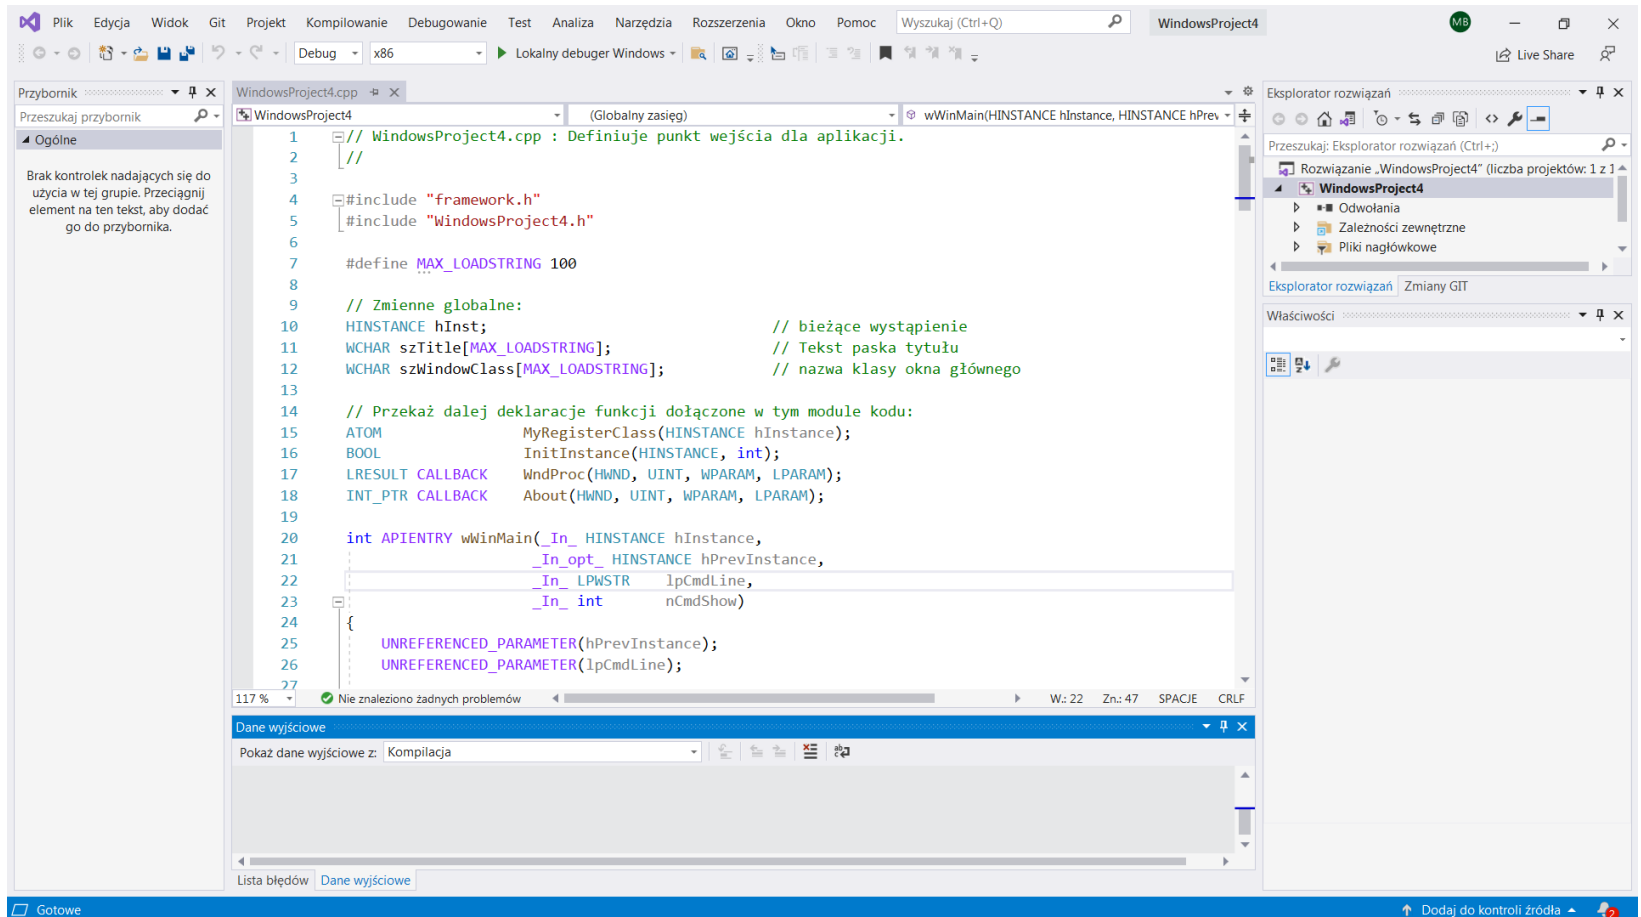 Plik Edycja Widok Git Projekt Kompilowanie Debugowanie Test Analiza Narzędzia Rozszerzenia Okno Pomoc Wyszukaj (Ctrl+Q) WindowsProject4 MB
Debug x86 Lokalny debuger Windows Live Share
Przybornik
Przeszukaj przybornik
Ogólne
Brak kontrolek nadających się do
użycia w tej grupie. Przeciągnij
element na ten tekst, aby dodać
go do przybornika.
WindowsProject4.cpp
WindowsProject4 (Globalny zasięg) wWinMain(HINSTANCE hInstance, HINSTANCE hPrev
1 // WindowsProject4.cpp : Definiuje punkt wejścia dla aplikacji.
2 //
3
4 #include "framework.h"
5 #include "WindowsProject4.h"
6
7 #define MAX_LOADSTRING 100
8
9 // Zmienne globalne:
10 HINSTANCE hInst; // bieżące wystąpienie
11 WCHAR szTitle[MAX_LOADSTRING]; // Tekst paska tytułu
12 WCHAR szWindowClass[MAX_LOADSTRING]; // nazwa klasy okna głównego
13
14 // Przekaż dalej deklaracje funkcji dołączone w tym module kodu:
15 ATOM MyRegisterClass(HINSTANCE hInstance);
16 BOOL InitInstance(HINSTANCE, int);
17 LRESULT CALLBACK WndProc(HWND, UINT, WPARAM, LPARAM);
18 INT_PTR CALLBACK About(HWND, UINT, WPARAM, LPARAM);
19
20 int APIENTRY wWinMain(_In_ HINSTANCE hInstance,
21 _In_opt_ HINSTANCE hPrevInstance,
22 _In_ LPWSTR lpCmdLine,
23 _In_ int nCmdShow)
24 {
25 UNREFERENCED_PARAMETER(hPrevInstance);
26 UNREFERENCED_PARAMETER(lpCmdLine);
27
117 % Nie znaleziono żadnych problemów W.: 22 Zn.: 47 SPACJE CRLF
Dane wyjściowe
Pokaż dane wyjściowe z: Kompilacja
Lista błędów Dane wyjściowe
Eksplorator rozwiązań
Przeszukaj: Eksplorator rozwiązań (Ctrl+;)
Rozwiązanie „WindowsProject4” (liczba projektów: 1 z 1
WindowsProject4
Odwołania
Zależności zewnętrzne
Pliki nagłówkowe
Eksplorator rozwiązań Zmiany GIT
Właściwości
Gotowe Dodaj do kontroli źródła 2